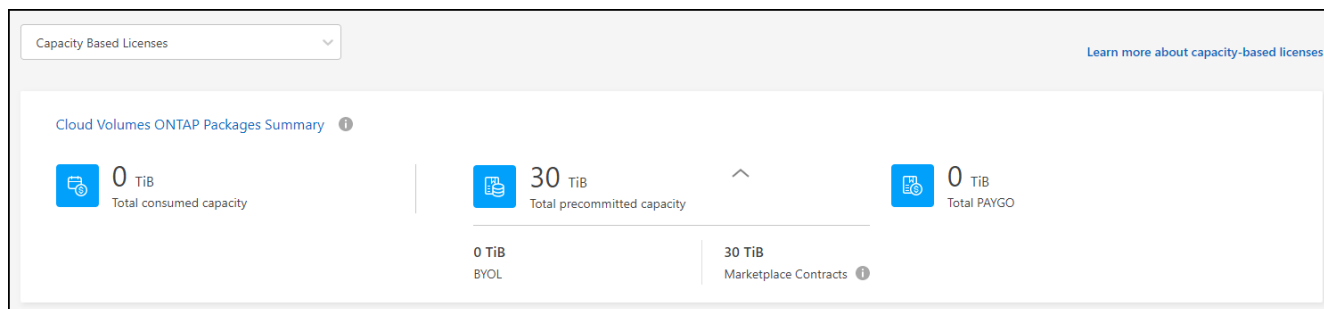 Capacity Based Licenses
Learn more about capacity-based licenses
Cloud Volumes ONTAP Packages Summary
0 TiB
Total consumed capacity
30 TiB
Total precommitted capacity
0 TiB
BYOL
30 TiB
Marketplace Contracts
0 TiB
Total PAYGO